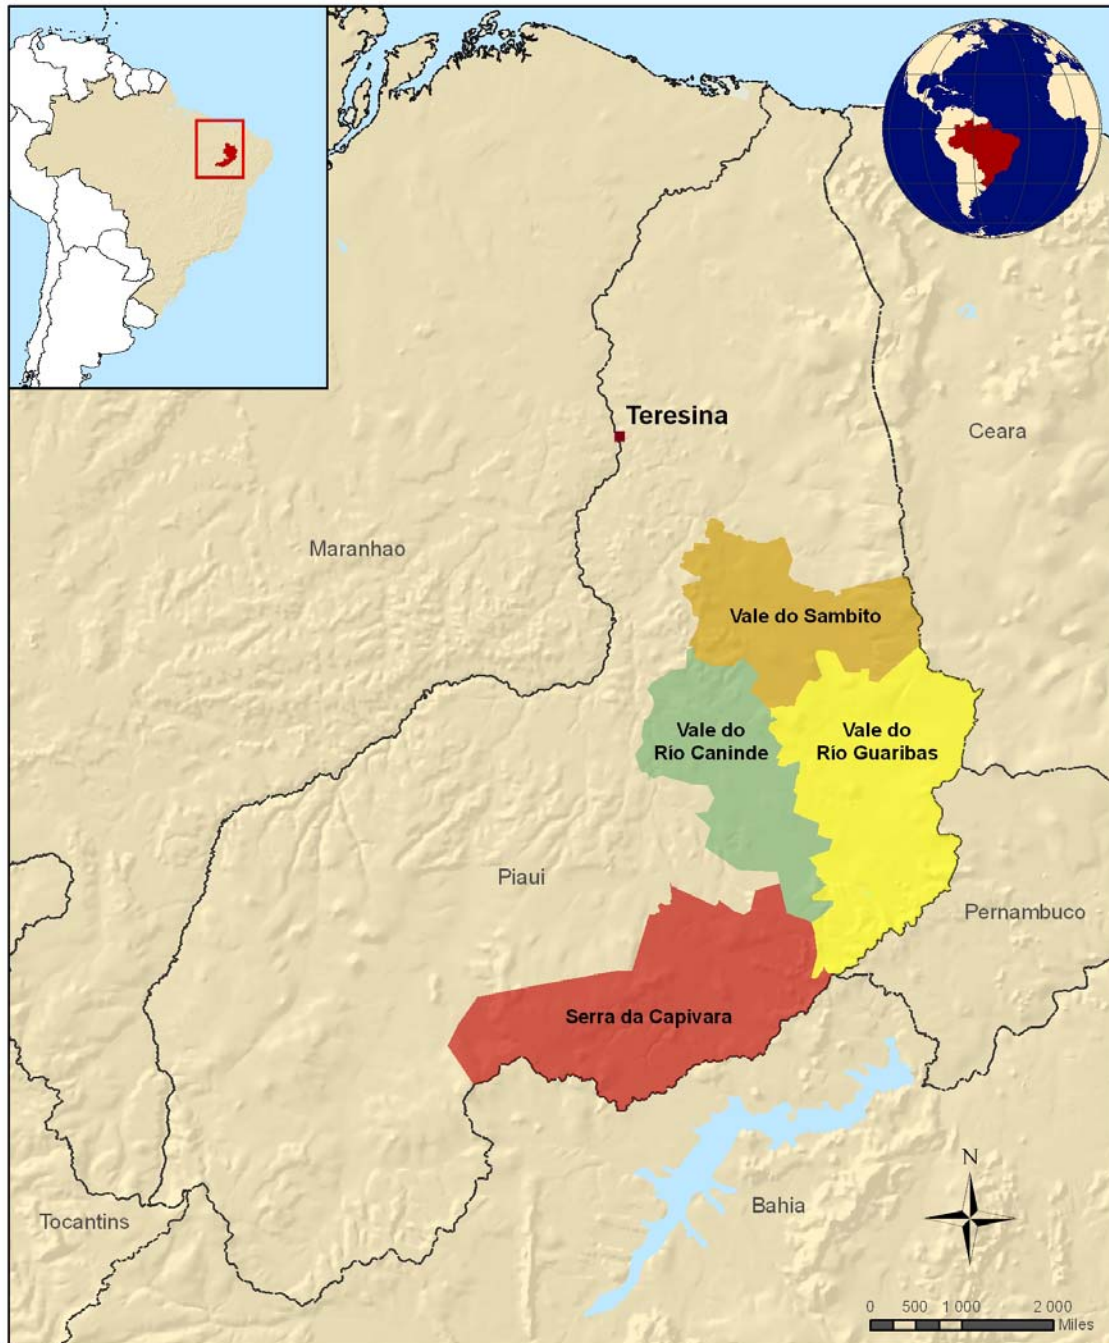 Teresina
Ceara
Maranhao
Vale do Sambito
Vale do
Rio Caninde
Vale do
Rio Guaribas
Piaui
Pernambuco
Serra da Capivara
N
Tocantins
Bahia
0 500 1 000 2 000
Miles